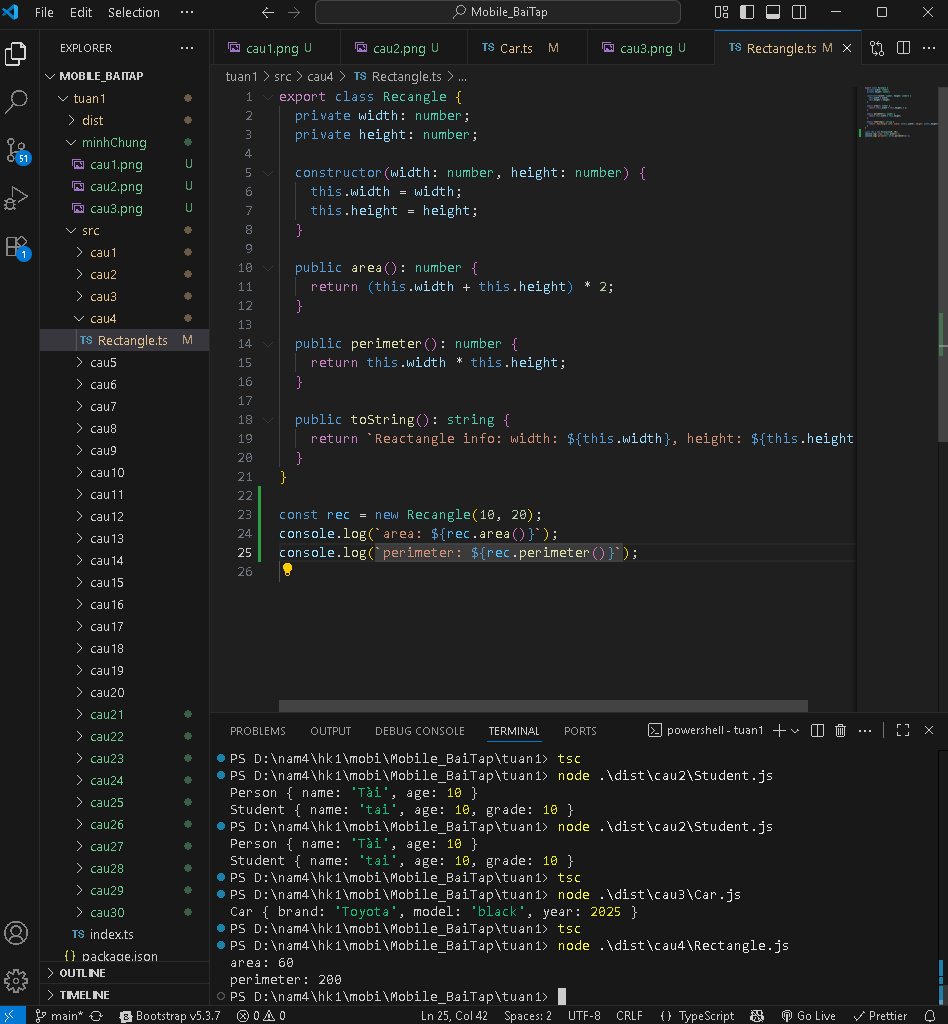 File Edit Selection ··· Mobile_BaiTap
EXPLORER ···
MOBILE_BAITAP
tuan1
dist
minhChung
cau1.png U
cau2.png U
cau3.png U
src
cau1
cau2
cau3
cau4
TS Rectangle.ts M
cau5
cau6
cau7
cau8
cau9
cau10
cau11
cau12
cau13
cau14
cau15
cau16
cau17
cau18
cau19
cau20
cau21
cau22
cau23
cau24
cau25
cau26
cau27
cau28
cau29
cau30
TS index.ts
{} package.json
OUTLINE
TIMELINE
51
1
cau1.png U cau2.png U TS Car.ts M cau3.png U TS Rectangle.ts M
tuan1 > src > cau4 > TS Rectangle.ts > ...
1 export class Recangle {
2 private width: number;
3 private height: number;
4
5 constructor(width: number, height: number) {
6 this.width = width;
7 this.height = height;
8 }
9
10 public area(): number {
11 return (this.width + this.height) * 2;
12 }
13
14 public perimeter(): number {
15 return this.width * this.height;
16 }
17
18 public toString(): string {
19 return `Reactangle info: width: ${this.width}, height: ${this.height
20 }
21 }
22
23 const rec = new Recangle(10, 20);
24 console.log(`area: ${rec.area()}`);
25 console.log(`perimeter: ${rec.perimeter()}`);
26
PROBLEMS OUTPUT DEBUG CONSOLE TERMINAL PORTS powershell - tuan1
PS D:\nam4\hk1\mobi\Mobile_BaiTap\tuan1> tsc
PS D:\nam4\hk1\mobi\Mobile_BaiTap\tuan1> node .\dist\cau2\Student.js
Person { name: 'Tài', age: 10 }
Student { name: 'tai', age: 10, grade: 10 }
PS D:\nam4\hk1\mobi\Mobile_BaiTap\tuan1> node .\dist\cau2\Student.js
Person { name: 'Tài', age: 10 }
Student { name: 'tai', age: 10, grade: 10 }
PS D:\nam4\hk1\mobi\Mobile_BaiTap\tuan1> tsc
PS D:\nam4\hk1\mobi\Mobile_BaiTap\tuan1> node .\dist\cau3\Car.js
Car { brand: 'Toyota', model: 'black', year: 2025 }
PS D:\nam4\hk1\mobi\Mobile_BaiTap\tuan1> tsc
PS D:\nam4\hk1\mobi\Mobile_BaiTap\tuan1> node .\dist\cau4\Rectangle.js
area: 60
perimeter: 200
PS D:\nam4\hk1\mobi\Mobile_BaiTap\tuan1>
main* Bootstrap v5.3.7 0 0 Ln 25, Col 42 Spaces: 2 UTF-8 CRLF {} TypeScript Go Live Prettier